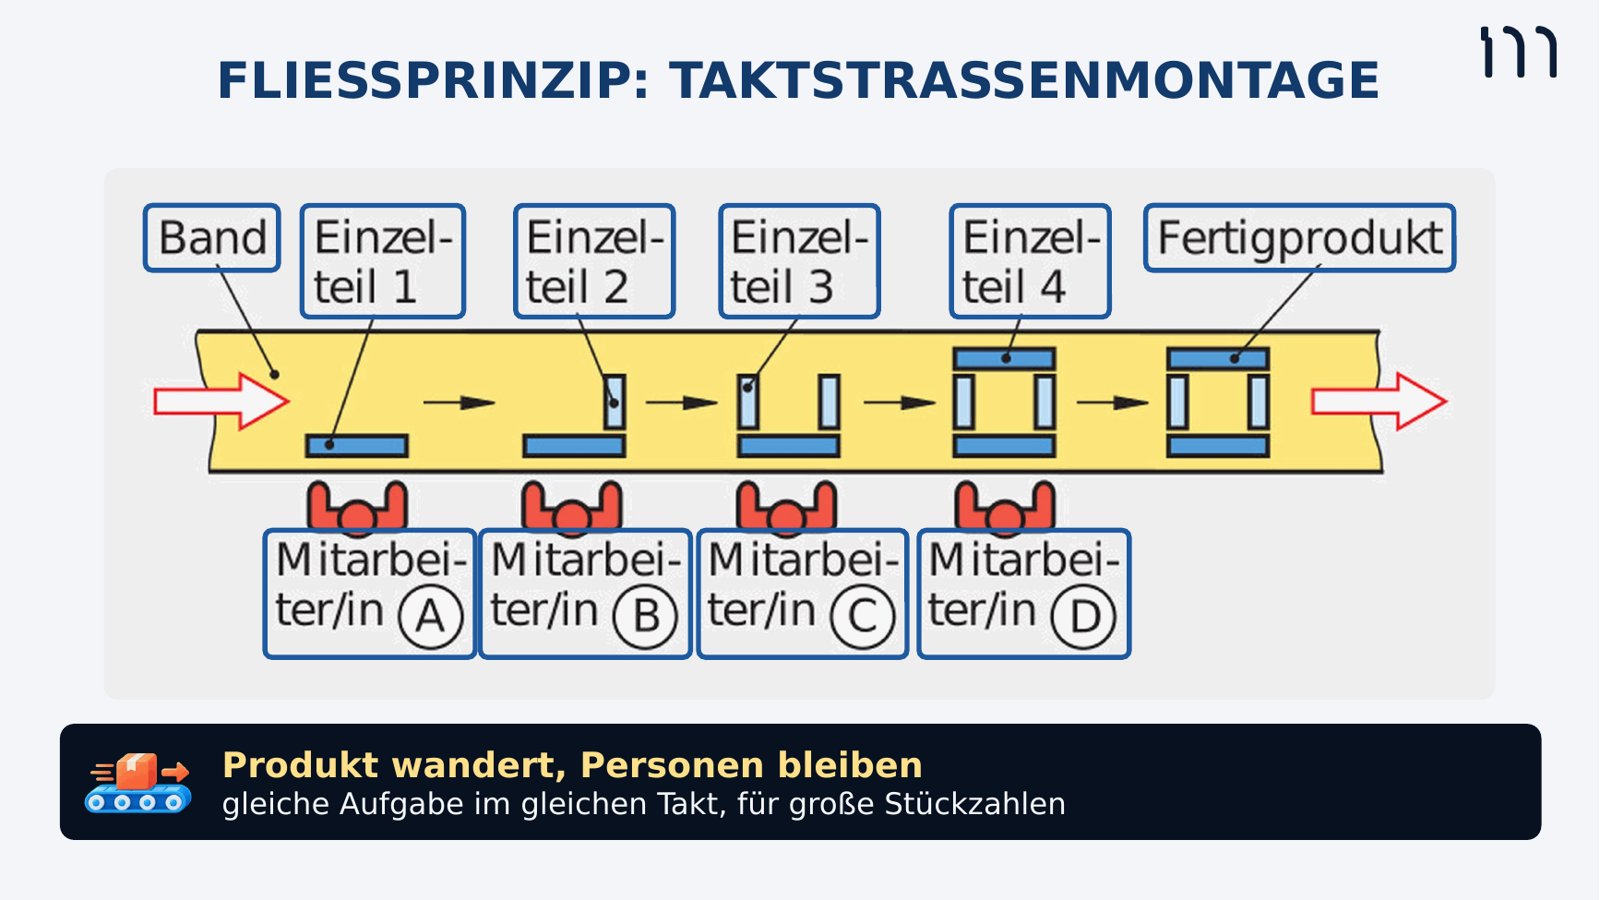 FLIESSPRINZIP: TAKTSTRASSENMONTAGE
Band
Einzel-
teil 1
Einzel-
teil 2
Einzel-
teil 3
Einzel-
teil 4
Fertigprodukt
Mitarbei-
ter/in A
Mitarbei-
ter/in B
Mitarbei-
ter/in C
Mitarbei-
ter/in D
Produkt wandert, Personen bleiben
gleiche Aufgabe im gleichen Takt, für große Stückzahlen